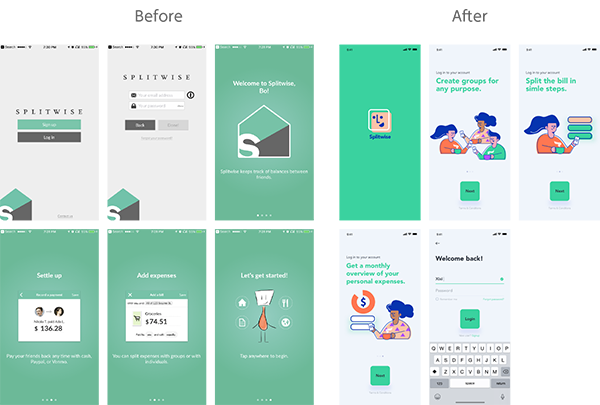 Before
After
SPLITWISE
Sign up
Log in
SPLITWISE
Your email address
Your password
Back
Welcome to Splitwise,
Bo!
Splitwise keeps track of balances between
friends.
Splitwise
Log in to your account
Create groups for
any purpose.
Next
Log in to your account
Split the bill in
simle steps.
Next
Settle up
$ 136.28
Pay your friends back any time with cash,
Paypal, or Venmo.
Add expenses
Groceries
$74.51
You can split expenses with groups or with
individuals.
Let's get started!
Tap anywhere to begin.
Log in to your account
Get a monthly
overview of your
personal expenses.
Next
Welcome back!
Password
Login
Q W E R T Y U I O P
A S D F G H J K L
Z X C V B N M
123
space
return